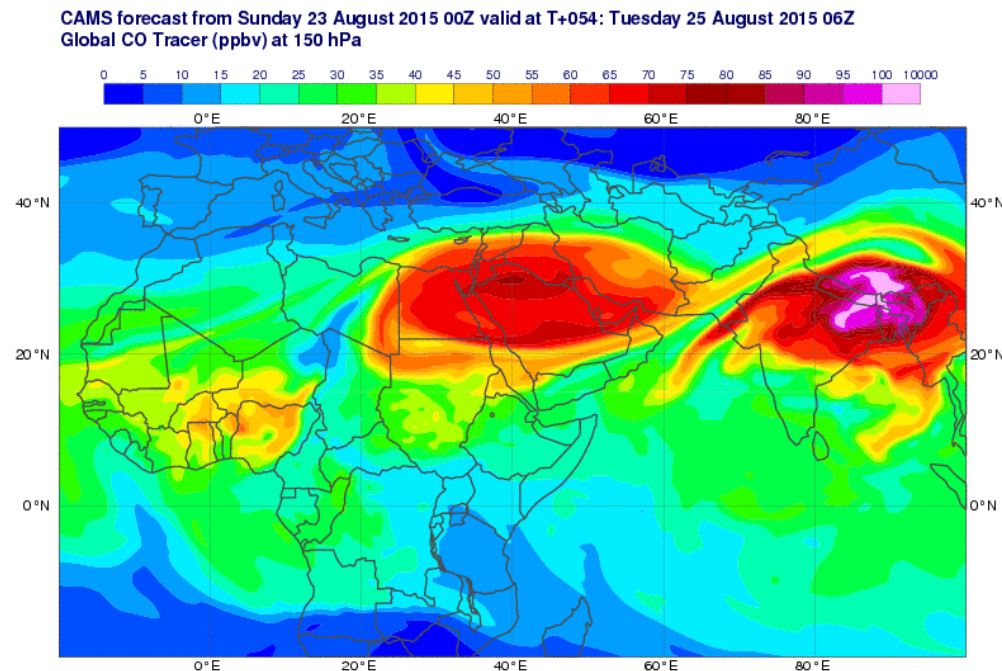 CAMS forecast from Sunday 23 August 2015 00Z valid at T+054: Tuesday 25 August 2015 06Z
Global CO Tracer (ppbv) at 150 hPa
0 5 10 15 20 25 30 35 40 45 50 55 60 65 70 75 80 85 90 95 100 10000
0°E 20°E 40°E 60°E 80°E
40°N 40°N
20°N 20°N
0°N 0°N
0°E 20°E 40°E 60°E 80°E